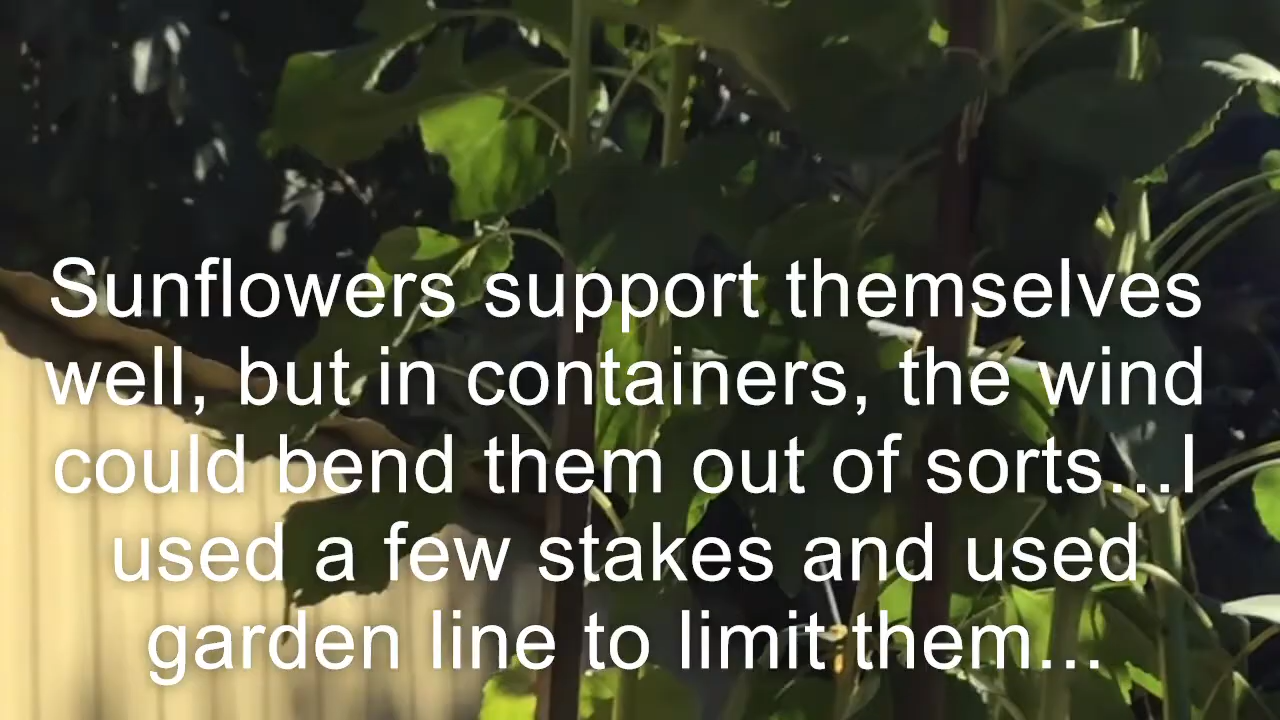 Sunflowers support themselves
well, but in containers, the wind
could bend them out of sorts...I
used a few stakes and used
garden line to limit them...